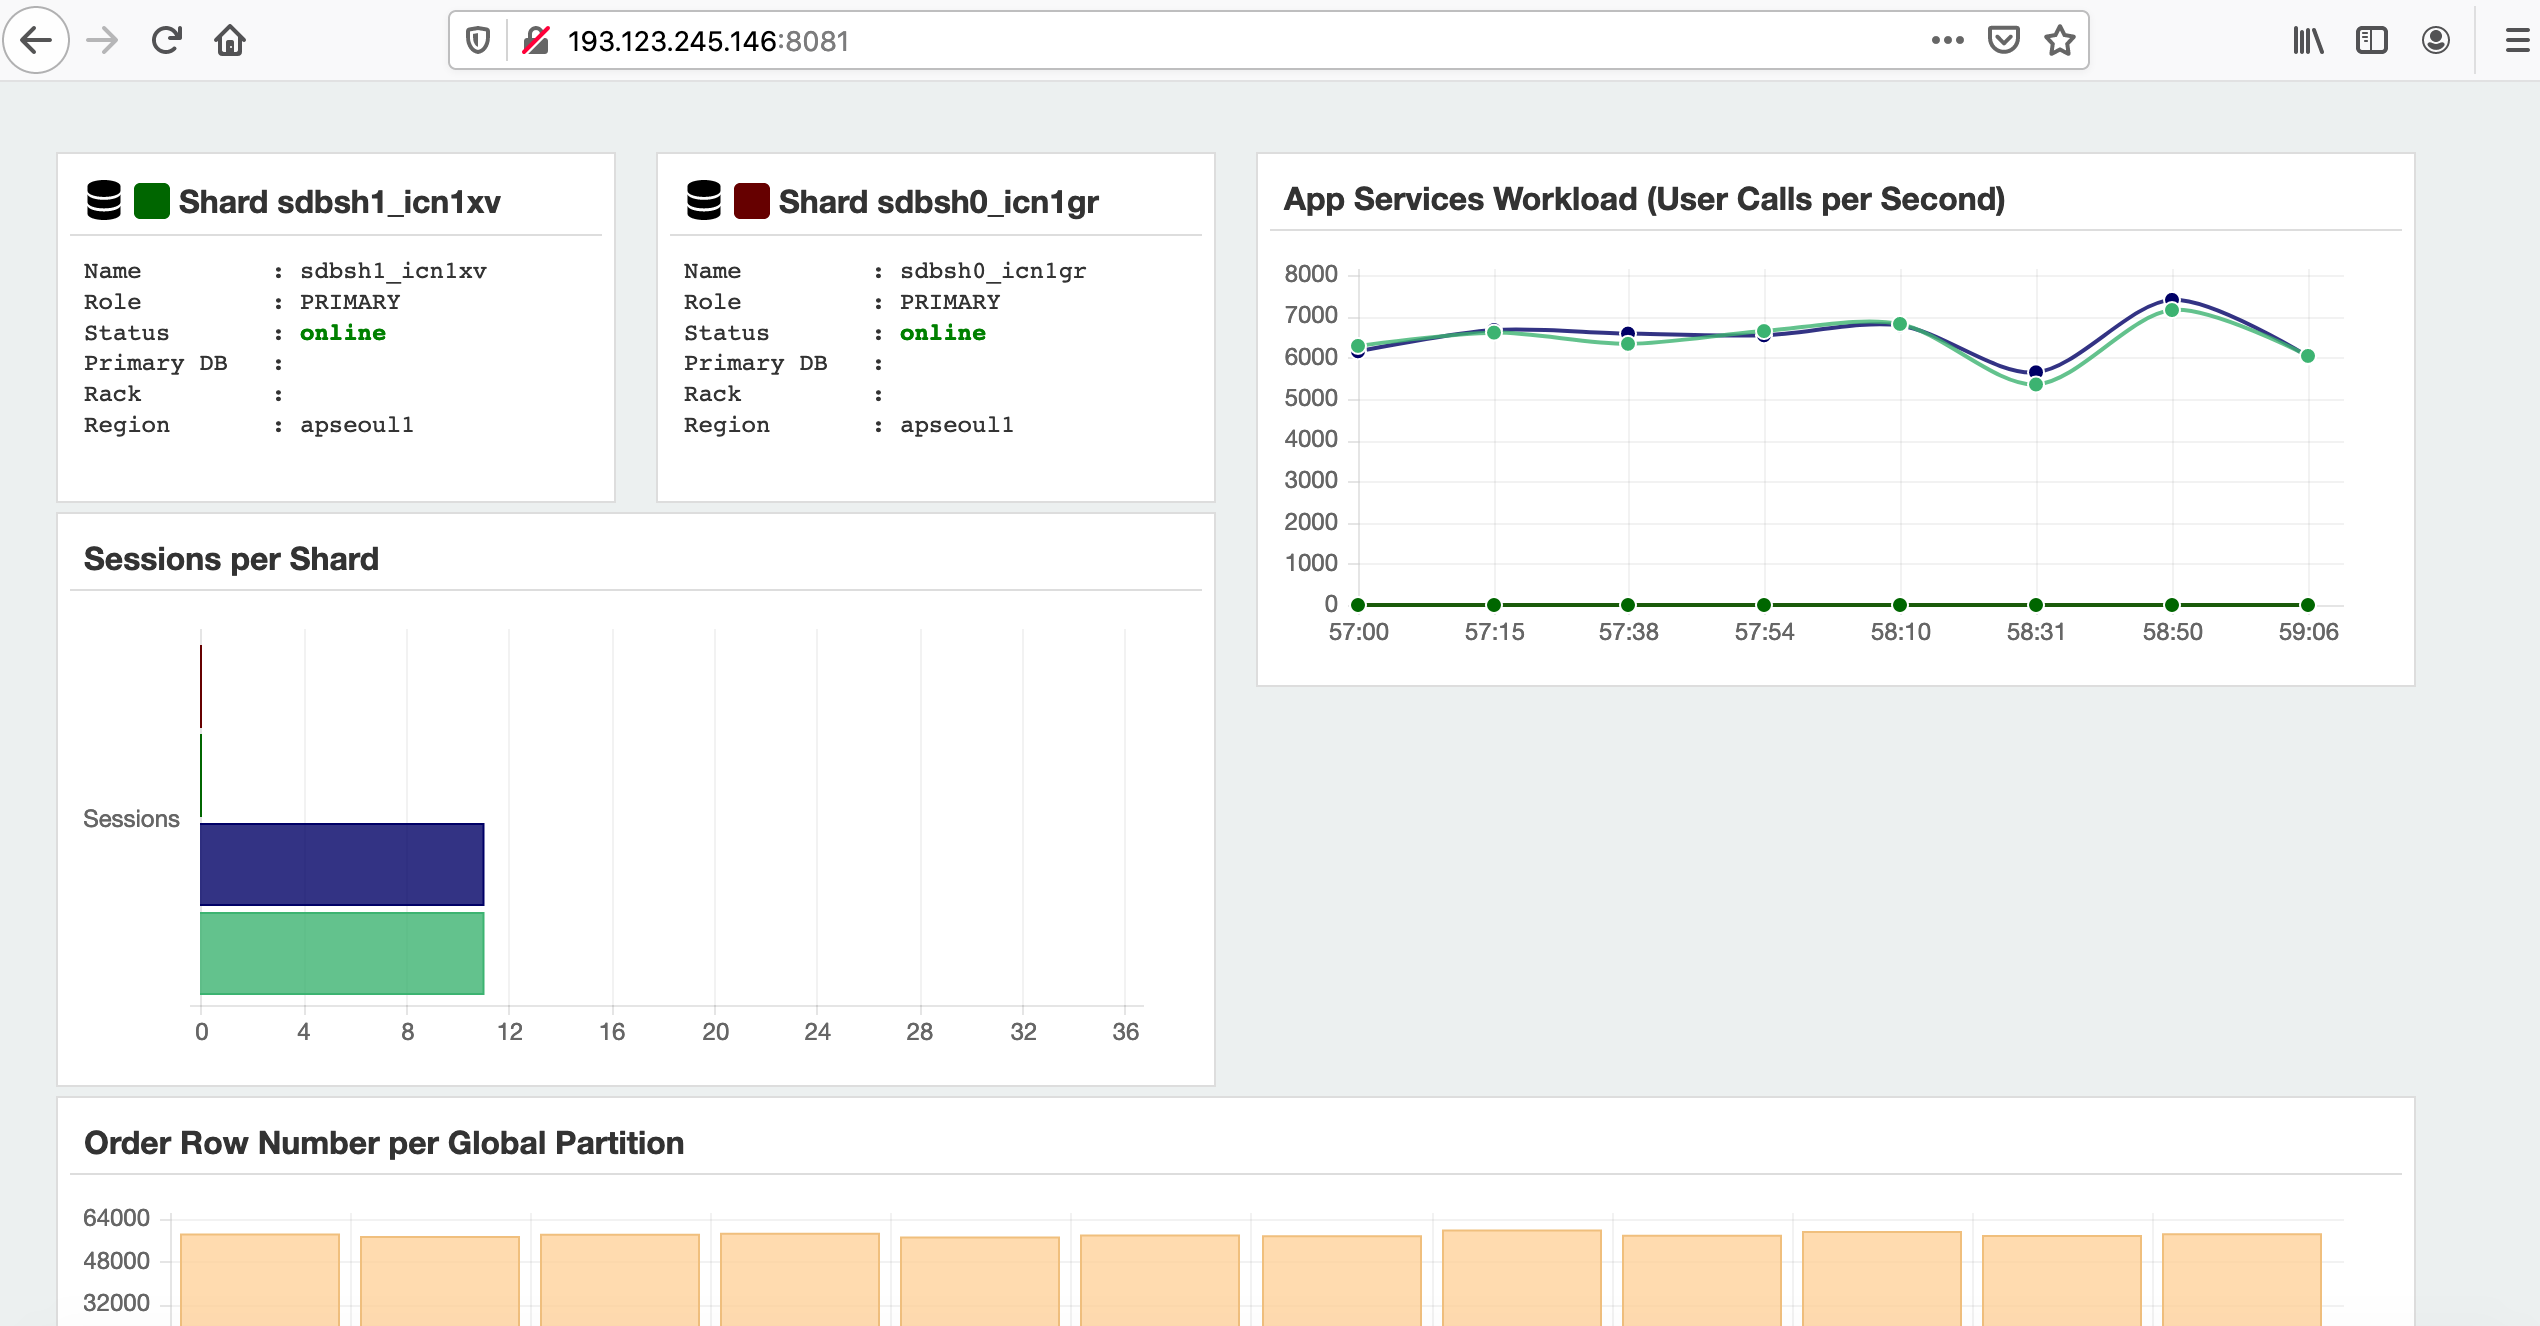 193.123.245.146:8081
Shard sdbsh1_icn1xv
Name : sdbsh1_icn1xv
Role : PRIMARY
Status : online
Primary DB :
Rack :
Region : apseoul1
Shard sdbsh0_icn1gr
Name : sdbsh0_icn1gr
Role : PRIMARY
Status : online
Primary DB :
Rack :
Region : apseoul1
App Services Workload (User Calls per Second)
8000
7000
6000
5000
4000
3000
2000
1000
0
57:00 57:15 57:38 57:54 58:10 58:31 58:50 59:06
Sessions per Shard
Sessions
0 4 8 12 16 20 24 28 32 36
Order Row Number per Global Partition
64000
48000
32000